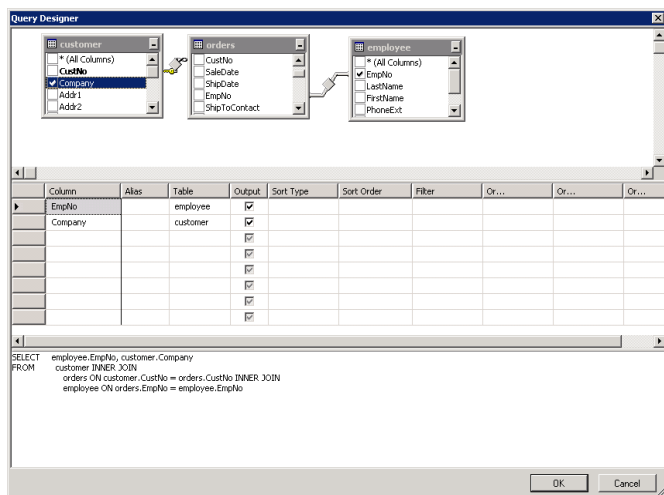 Query Designer
customer
* (All Columns)
CustNo
Company
Addr1
Addr2
orders
CustNo
SaleDate
ShipDate
EmpNo
ShipToContact
employee
* (All Columns)
EmpNo
LastName
FirstName
PhoneExt
Column Alias Table Output Sort Type Sort Order Filter Or... Or... Or...
EmpNo employee
Company customer
SELECT employee.EmpNo, customer.Company
FROM customer INNER JOIN
orders ON customer.CustNo = orders.CustNo INNER JOIN
employee ON orders.EmpNo = employee.EmpNo
OK Cancel